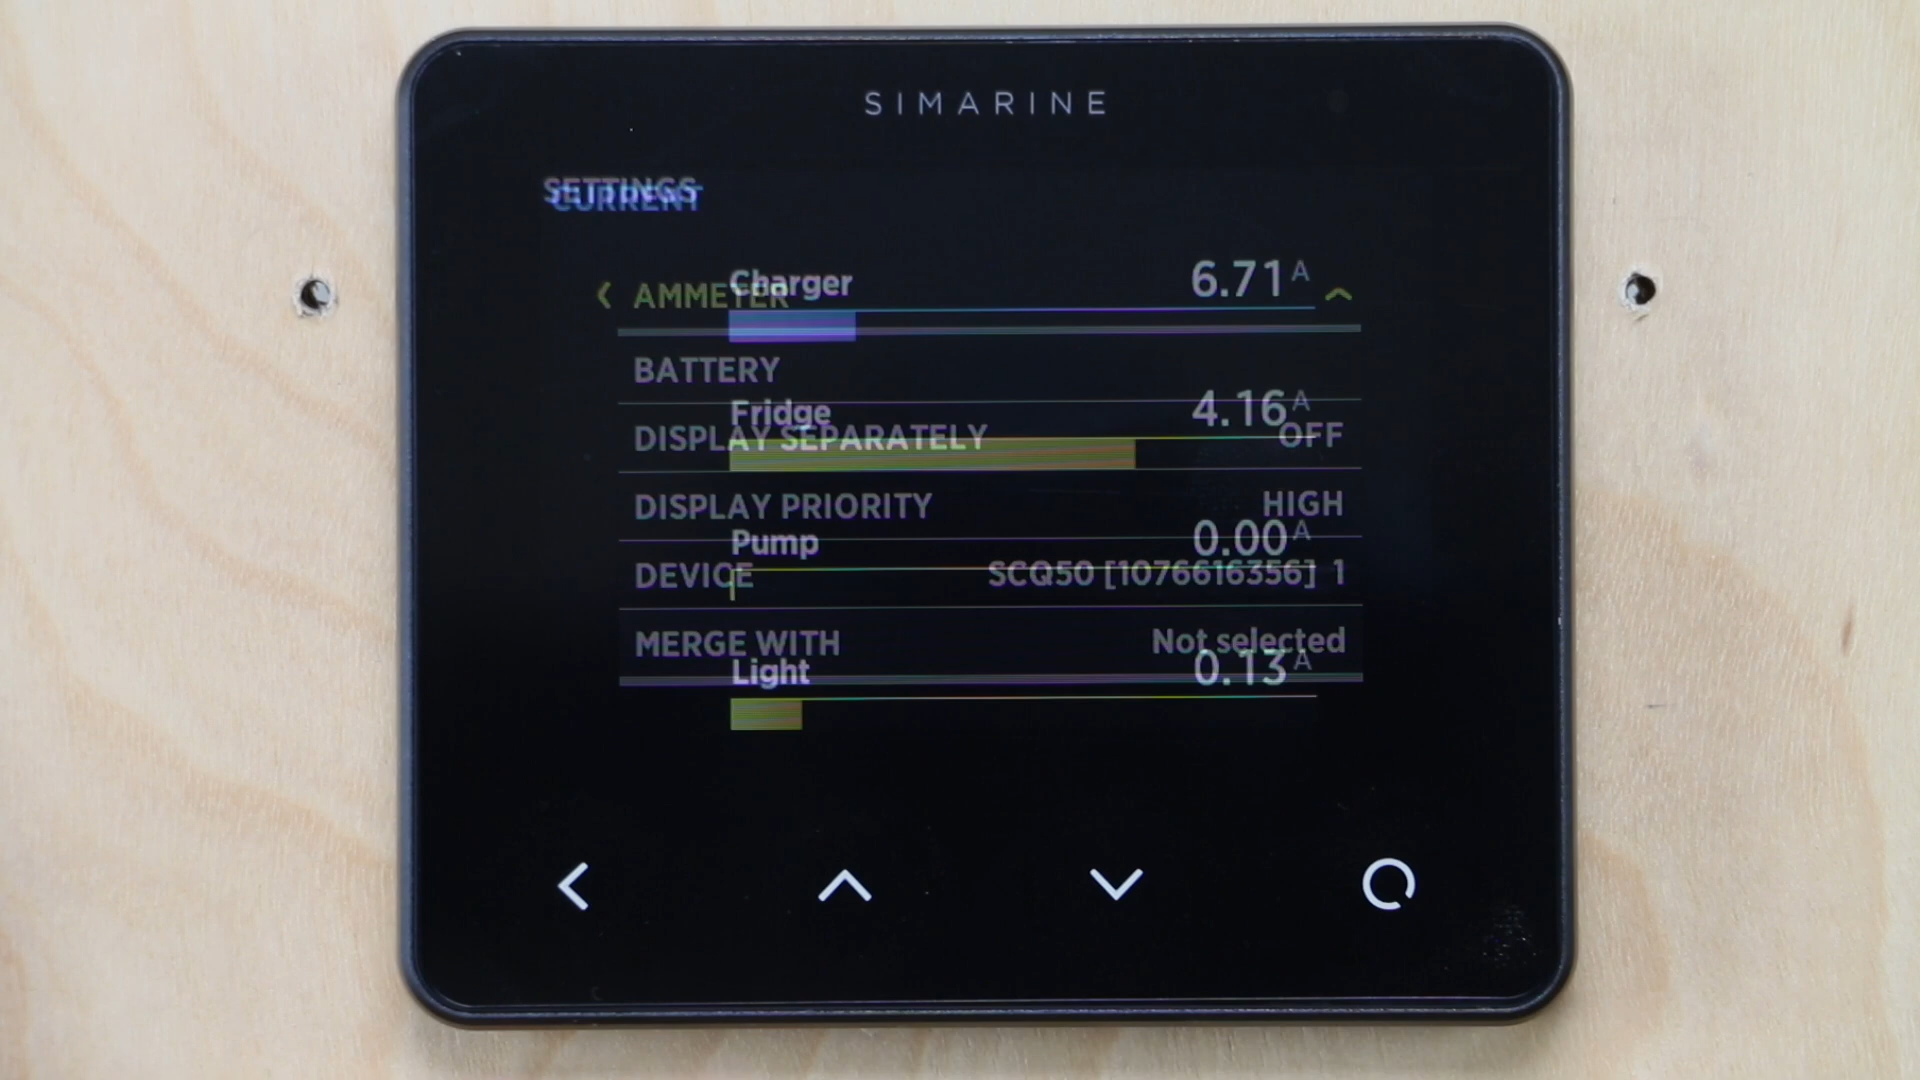 SIMARINE
SETTINGS
CURRENT
AMMETER
Charger 6.71 A
BATTERY
Fridge 4.16 A
DISPLAY SEPARATELY OFF
DISPLAY PRIORITY HIGH
Pump 0.00 A
DEVICE SCQ50 [1076616356] 1
MERGE WITH Not selected
Light 0.13 A